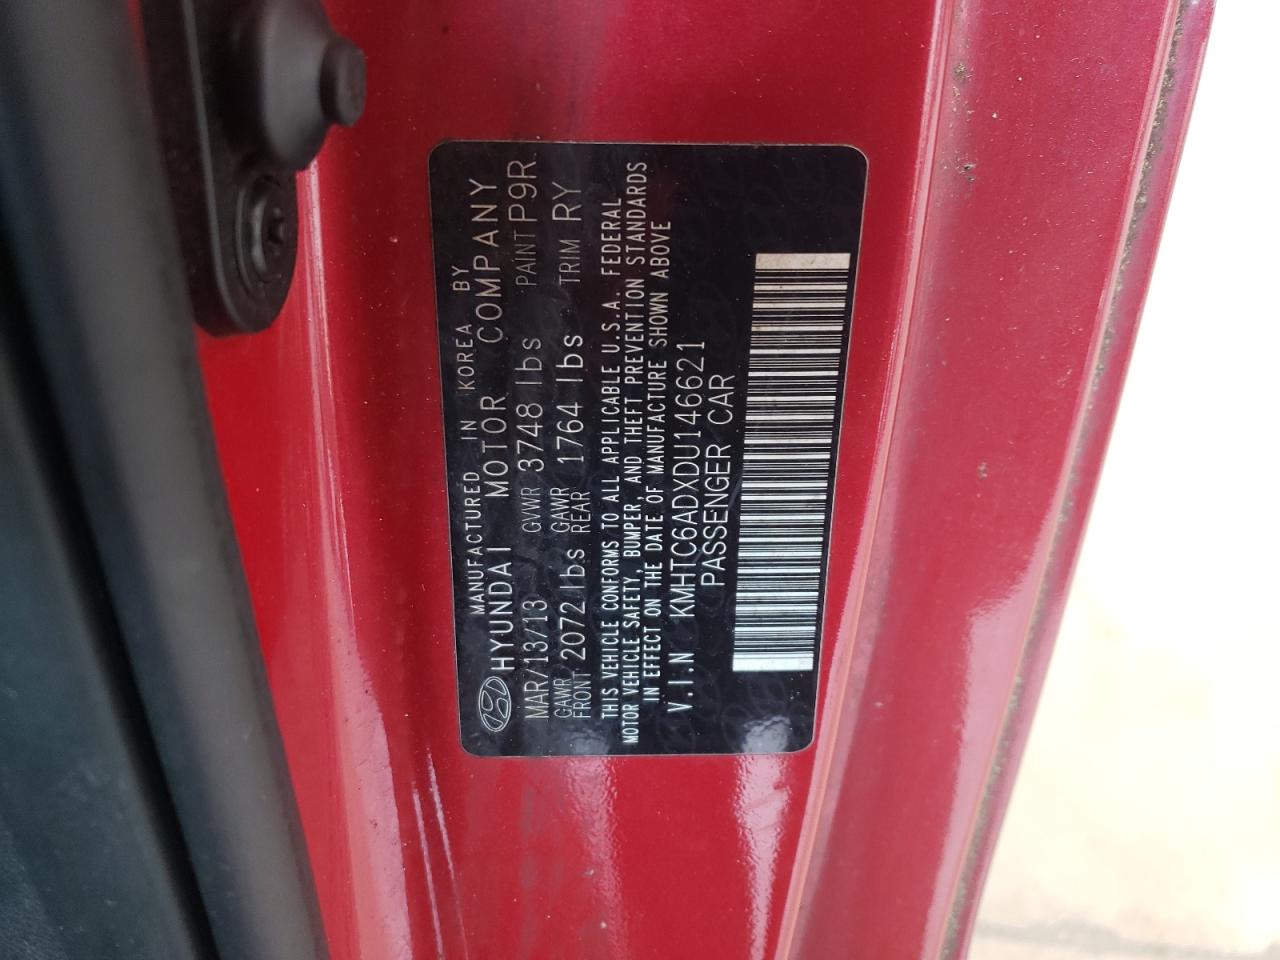 MANUFACTURED IN KOREA BY
HYUNDAI MOTOR COMPANY
MAR/13/13 GVWR 3748 lbs PAINT P9R
GAWR FRONT 2072 lbs GAWR REAR 1764 lbs TRIM RY
THIS VEHICLE CONFORMS TO ALL APPLICABLE U.S.A. FEDERAL
MOTOR VEHICLE SAFETY, BUMPER, AND THEFT PREVENTION STANDARDS
IN EFFECT ON THE DATE OF MANUFACTURE SHOWN ABOVE
V.I.N KMHTC6ADXDU146621
PASSENGER CAR